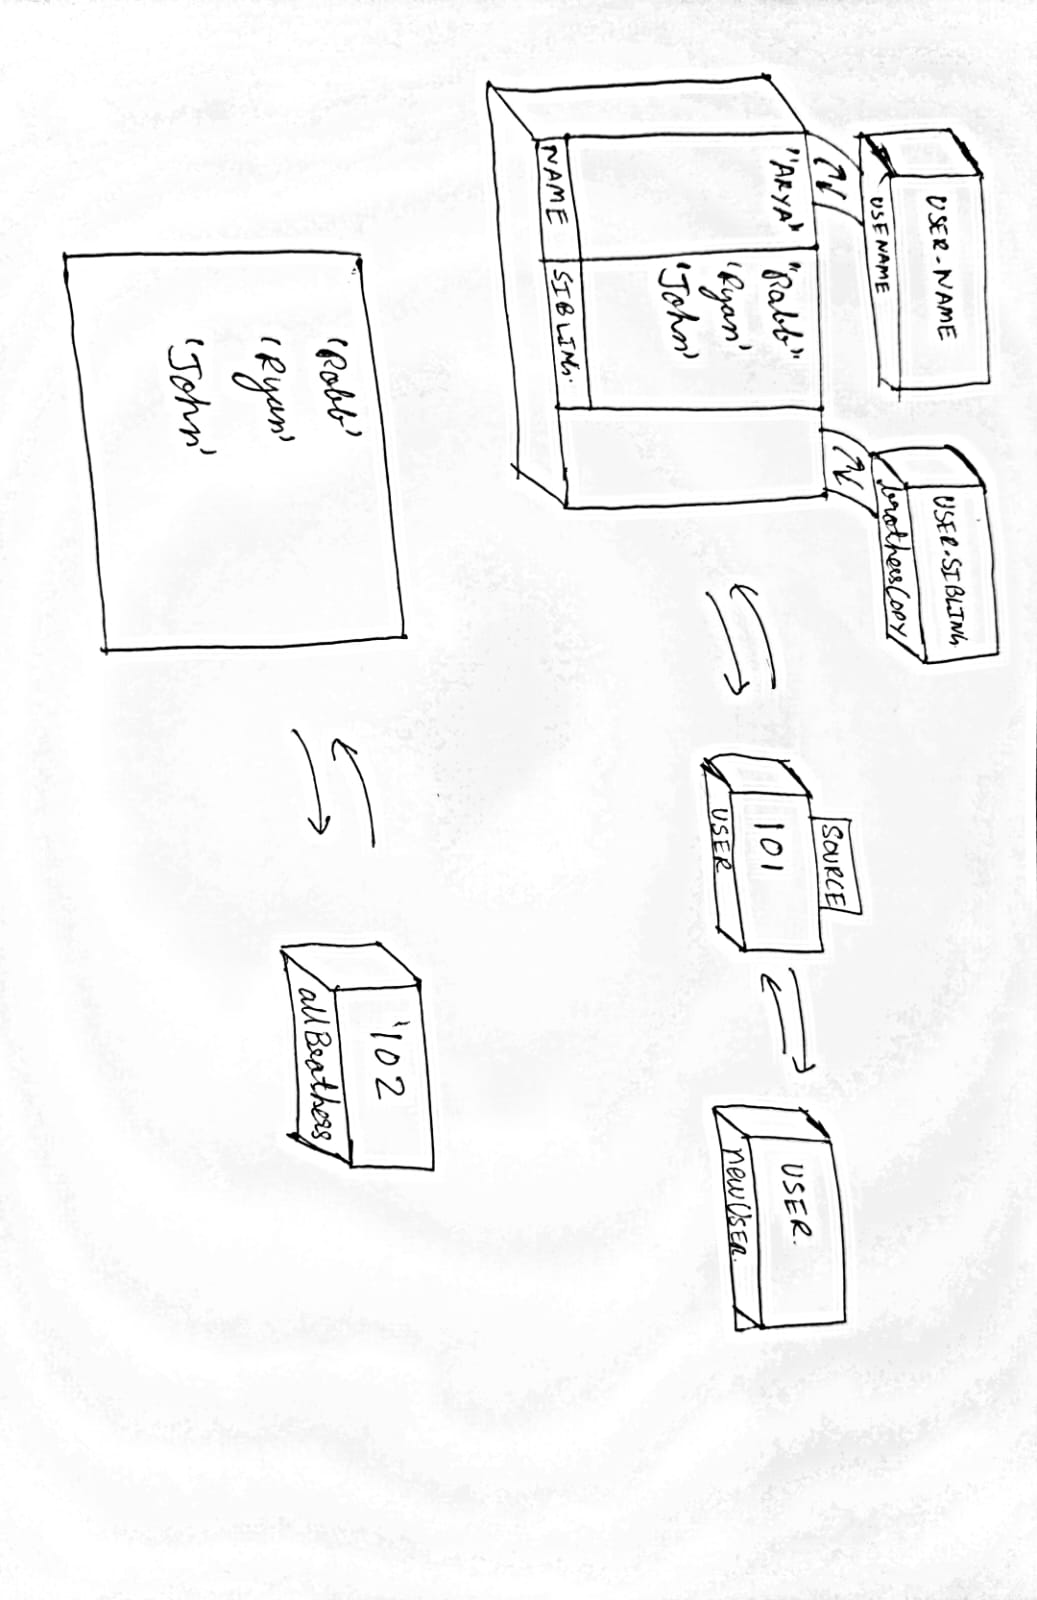 USER-NAME
USENAME
USER-SIBLING
brothersCOPY
"ARYA"
"Robb"
'Ryan'
'John'
NAME
SIBLING.
SOURCE
101
USER
USER.
newUSER.
'Robb'
'Ryan'
'John'
'102
allBrothers